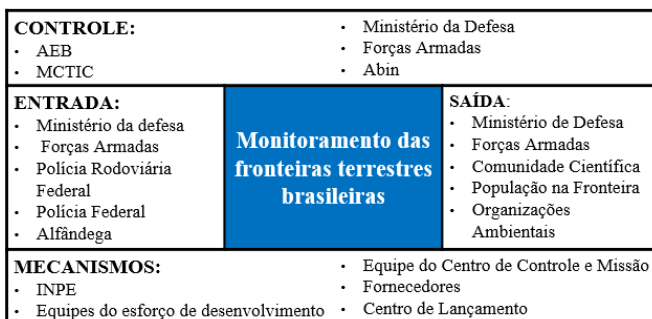 CONTROLE:
• AEB
• MCTIC
• Ministério da Defesa
• Forças Armadas
• Abin
ENTRADA:
• Ministério da defesa
• Forças Armadas
• Polícia Rodoviária
Federal
• Polícia Federal
• Alfândega
Monitoramento das
fronteiras terrestres
brasileiras
SAÍDA:
• Ministério de Defesa
• Forças Armadas
• Comunidade Científica
• População na Fronteira
• Organizações
Ambientais
MECANISMOS:
• INPE
• Equipes do esforço de desenvolvimento
• Equipe do Centro de Controle e Missão
• Fornecedores
• Centro de Lançamento